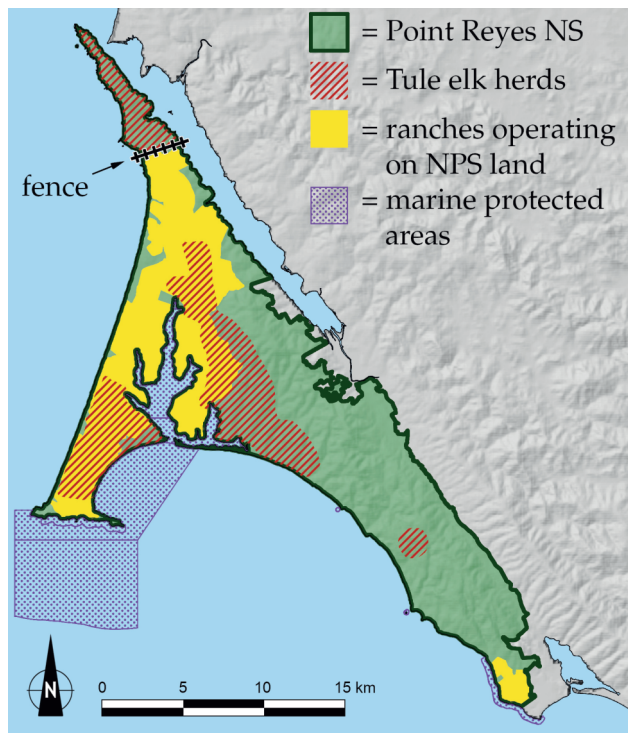 = Point Reyes NS
= Tule elk herds
= ranches operating
on NPS land
= marine protected
areas
fence
N
0 5 10 15 km